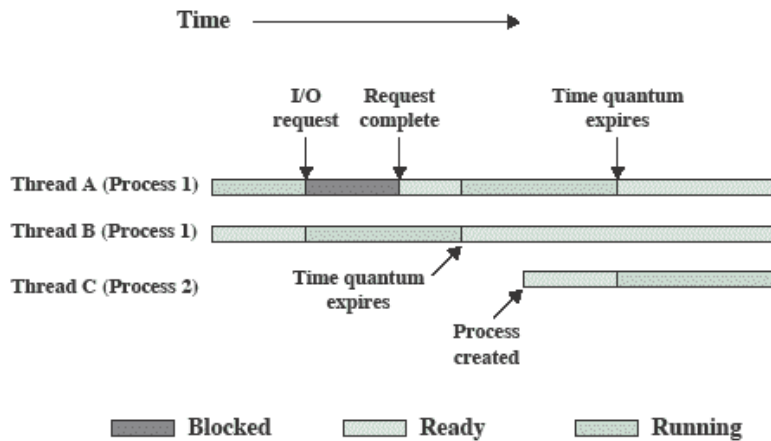 Time
I/O
request
Request
complete
Time quantum
expires
Thread A (Process 1)
Thread B (Process 1)
Time quantum
expires
Thread C (Process 2)
Process
created
Blocked
Ready
Running